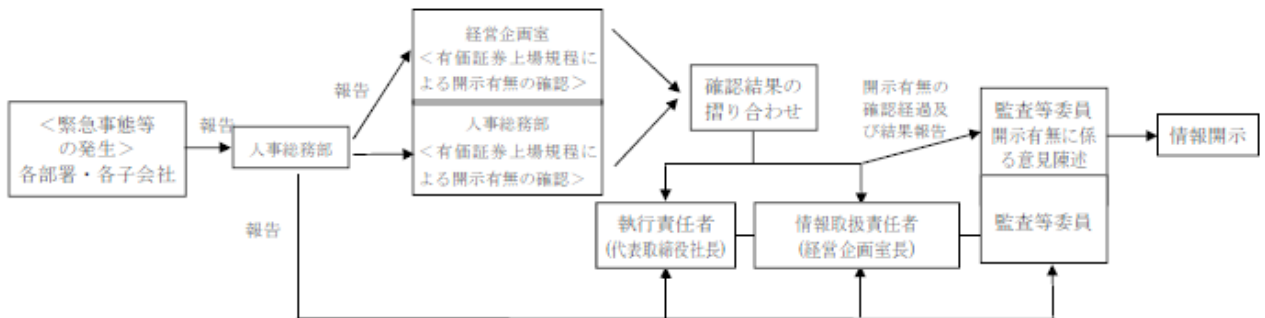 ＜緊急事態等
の発生＞
各部署・各子会社
報告
人事総務部
報告
報告
経営企画室
＜有価証券上場規程に
よる開示有無の確認＞
人事総務部
＜有価証券上場規程に
よる開示有無の確認＞
確認結果の
摺り合わせ
開示有無の
確認経過及
び結果報告
執行責任者
(代表取締役社長)
情報取扱責任者
(経営企画室長)
監査等委員
開示有無に係
る意見陳述
監査等委員
情報開示